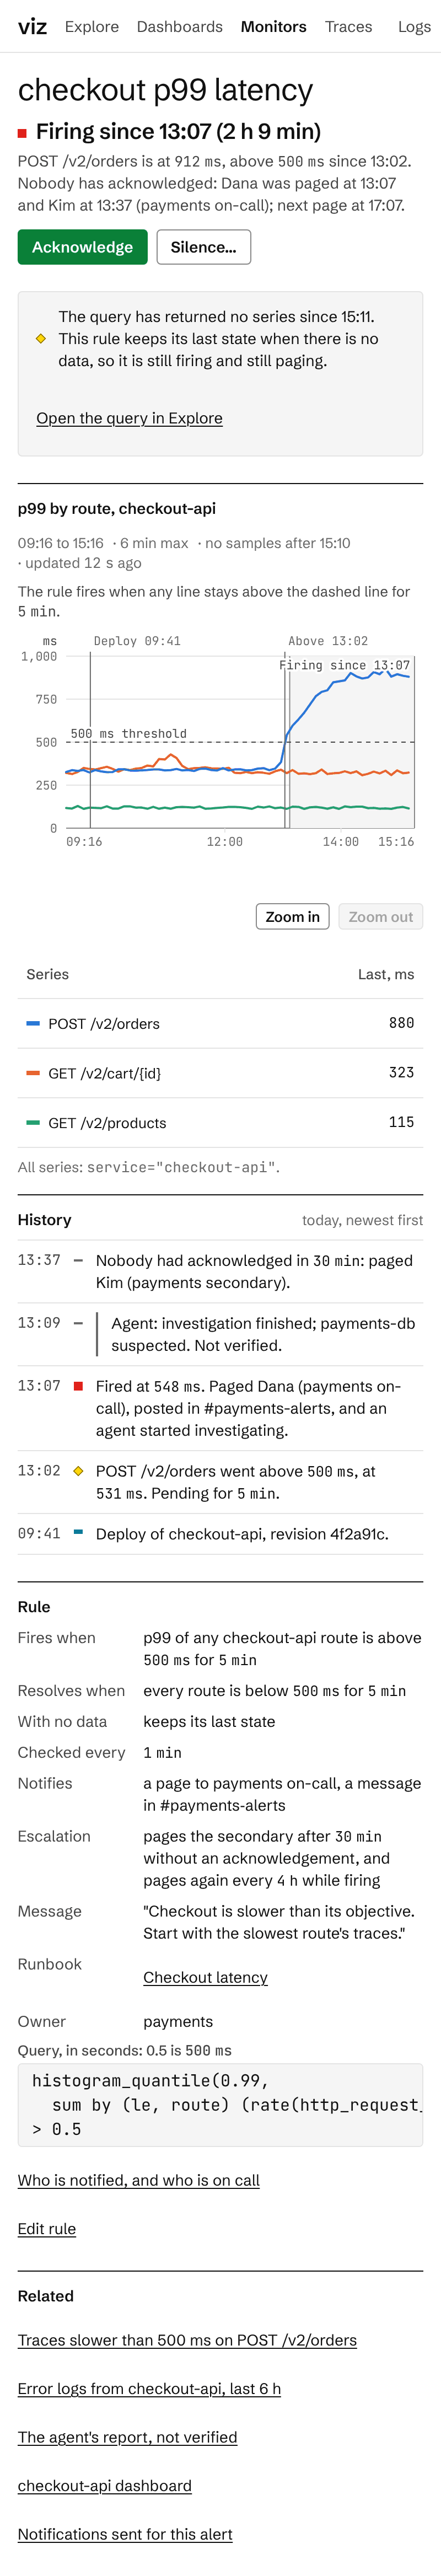 viz Explore Dashboards Monitors Traces Logs
checkout p99 latency
Firing since 13:07 (2 h 9 min)
POST /v2/orders is at 912 ms, above 500 ms since 13:02.
Nobody has acknowledged: Dana was paged at 13:07
and Kim at 13:37 (payments on-call); next page at 17:07.
Acknowledge Silence…
The query has returned no series since 15:11.
This rule keeps its last state when there is no
data, so it is still firing and still paging.
Open the query in Explore
p99 by route, checkout-api
09:16 to 15:16 · 6 min max · no samples after 15:10
· updated 12 s ago
The rule fires when any line stays above the dashed line for
5 min.
ms Deploy 09:41 Above 13:02
1,000 Firing since 13:07
750
500 ms threshold
500
250
0
09:16 12:00 14:00 15:16
Zoom in Zoom out
Series Last, ms
POST /v2/orders 880
GET /v2/cart/{id} 323
GET /v2/products 115
All series: service="checkout-api".
History today, newest first
13:37 Nobody had acknowledged in 30 min: paged
Kim (payments secondary).
13:09 Agent: investigation finished; payments-db
suspected. Not verified.
13:07 Fired at 548 ms. Paged Dana (payments on-
call), posted in #payments-alerts, and an
agent started investigating.
13:02 POST /v2/orders went above 500 ms, at
531 ms. Pending for 5 min.
09:41 Deploy of checkout-api, revision 4f2a91c.
Rule
Fires when p99 of any checkout-api route is above
500 ms for 5 min
Resolves when every route is below 500 ms for 5 min
With no data keeps its last state
Checked every 1 min
Notifies a page to payments on-call, a message
in #payments-alerts
Escalation pages the secondary after 30 min
without an acknowledgement, and
pages again every 4 h while firing
Message "Checkout is slower than its objective.
Start with the slowest route's traces."
Runbook Checkout latency
Owner payments
Query, in seconds: 0.5 is 500 ms
histogram_quantile(0.99,
sum by (le, route) (rate(http_request_
> 0.5
Who is notified, and who is on call
Edit rule
Related
Traces slower than 500 ms on POST /v2/orders
Error logs from checkout-api, last 6 h
The agent's report, not verified
checkout-api dashboard
Notifications sent for this alert